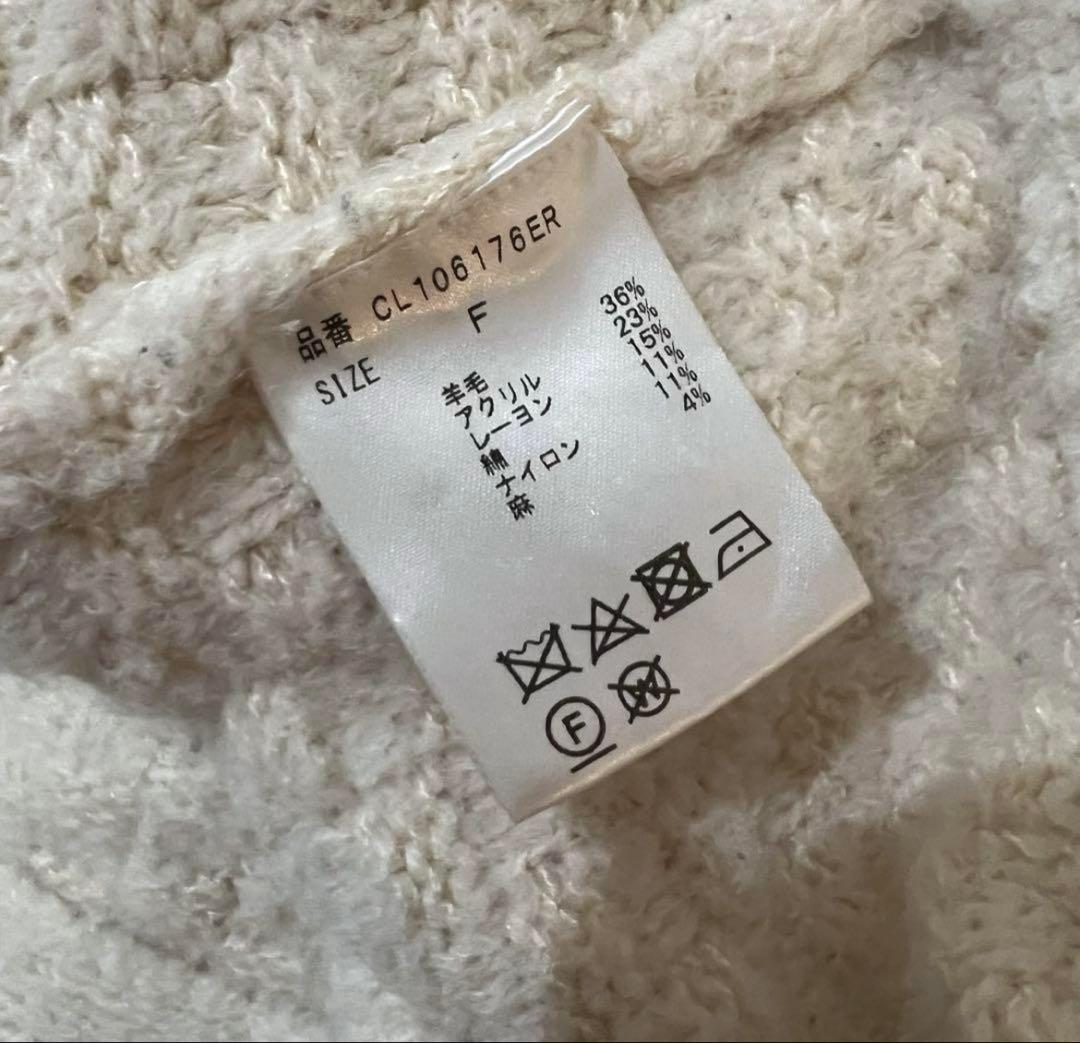 品番 CL106176ER
SIZE F
羊毛 36%
アクリル 23%
レーヨン 15%
綿 11%
ナイロン 11%
麻 4%
F
W